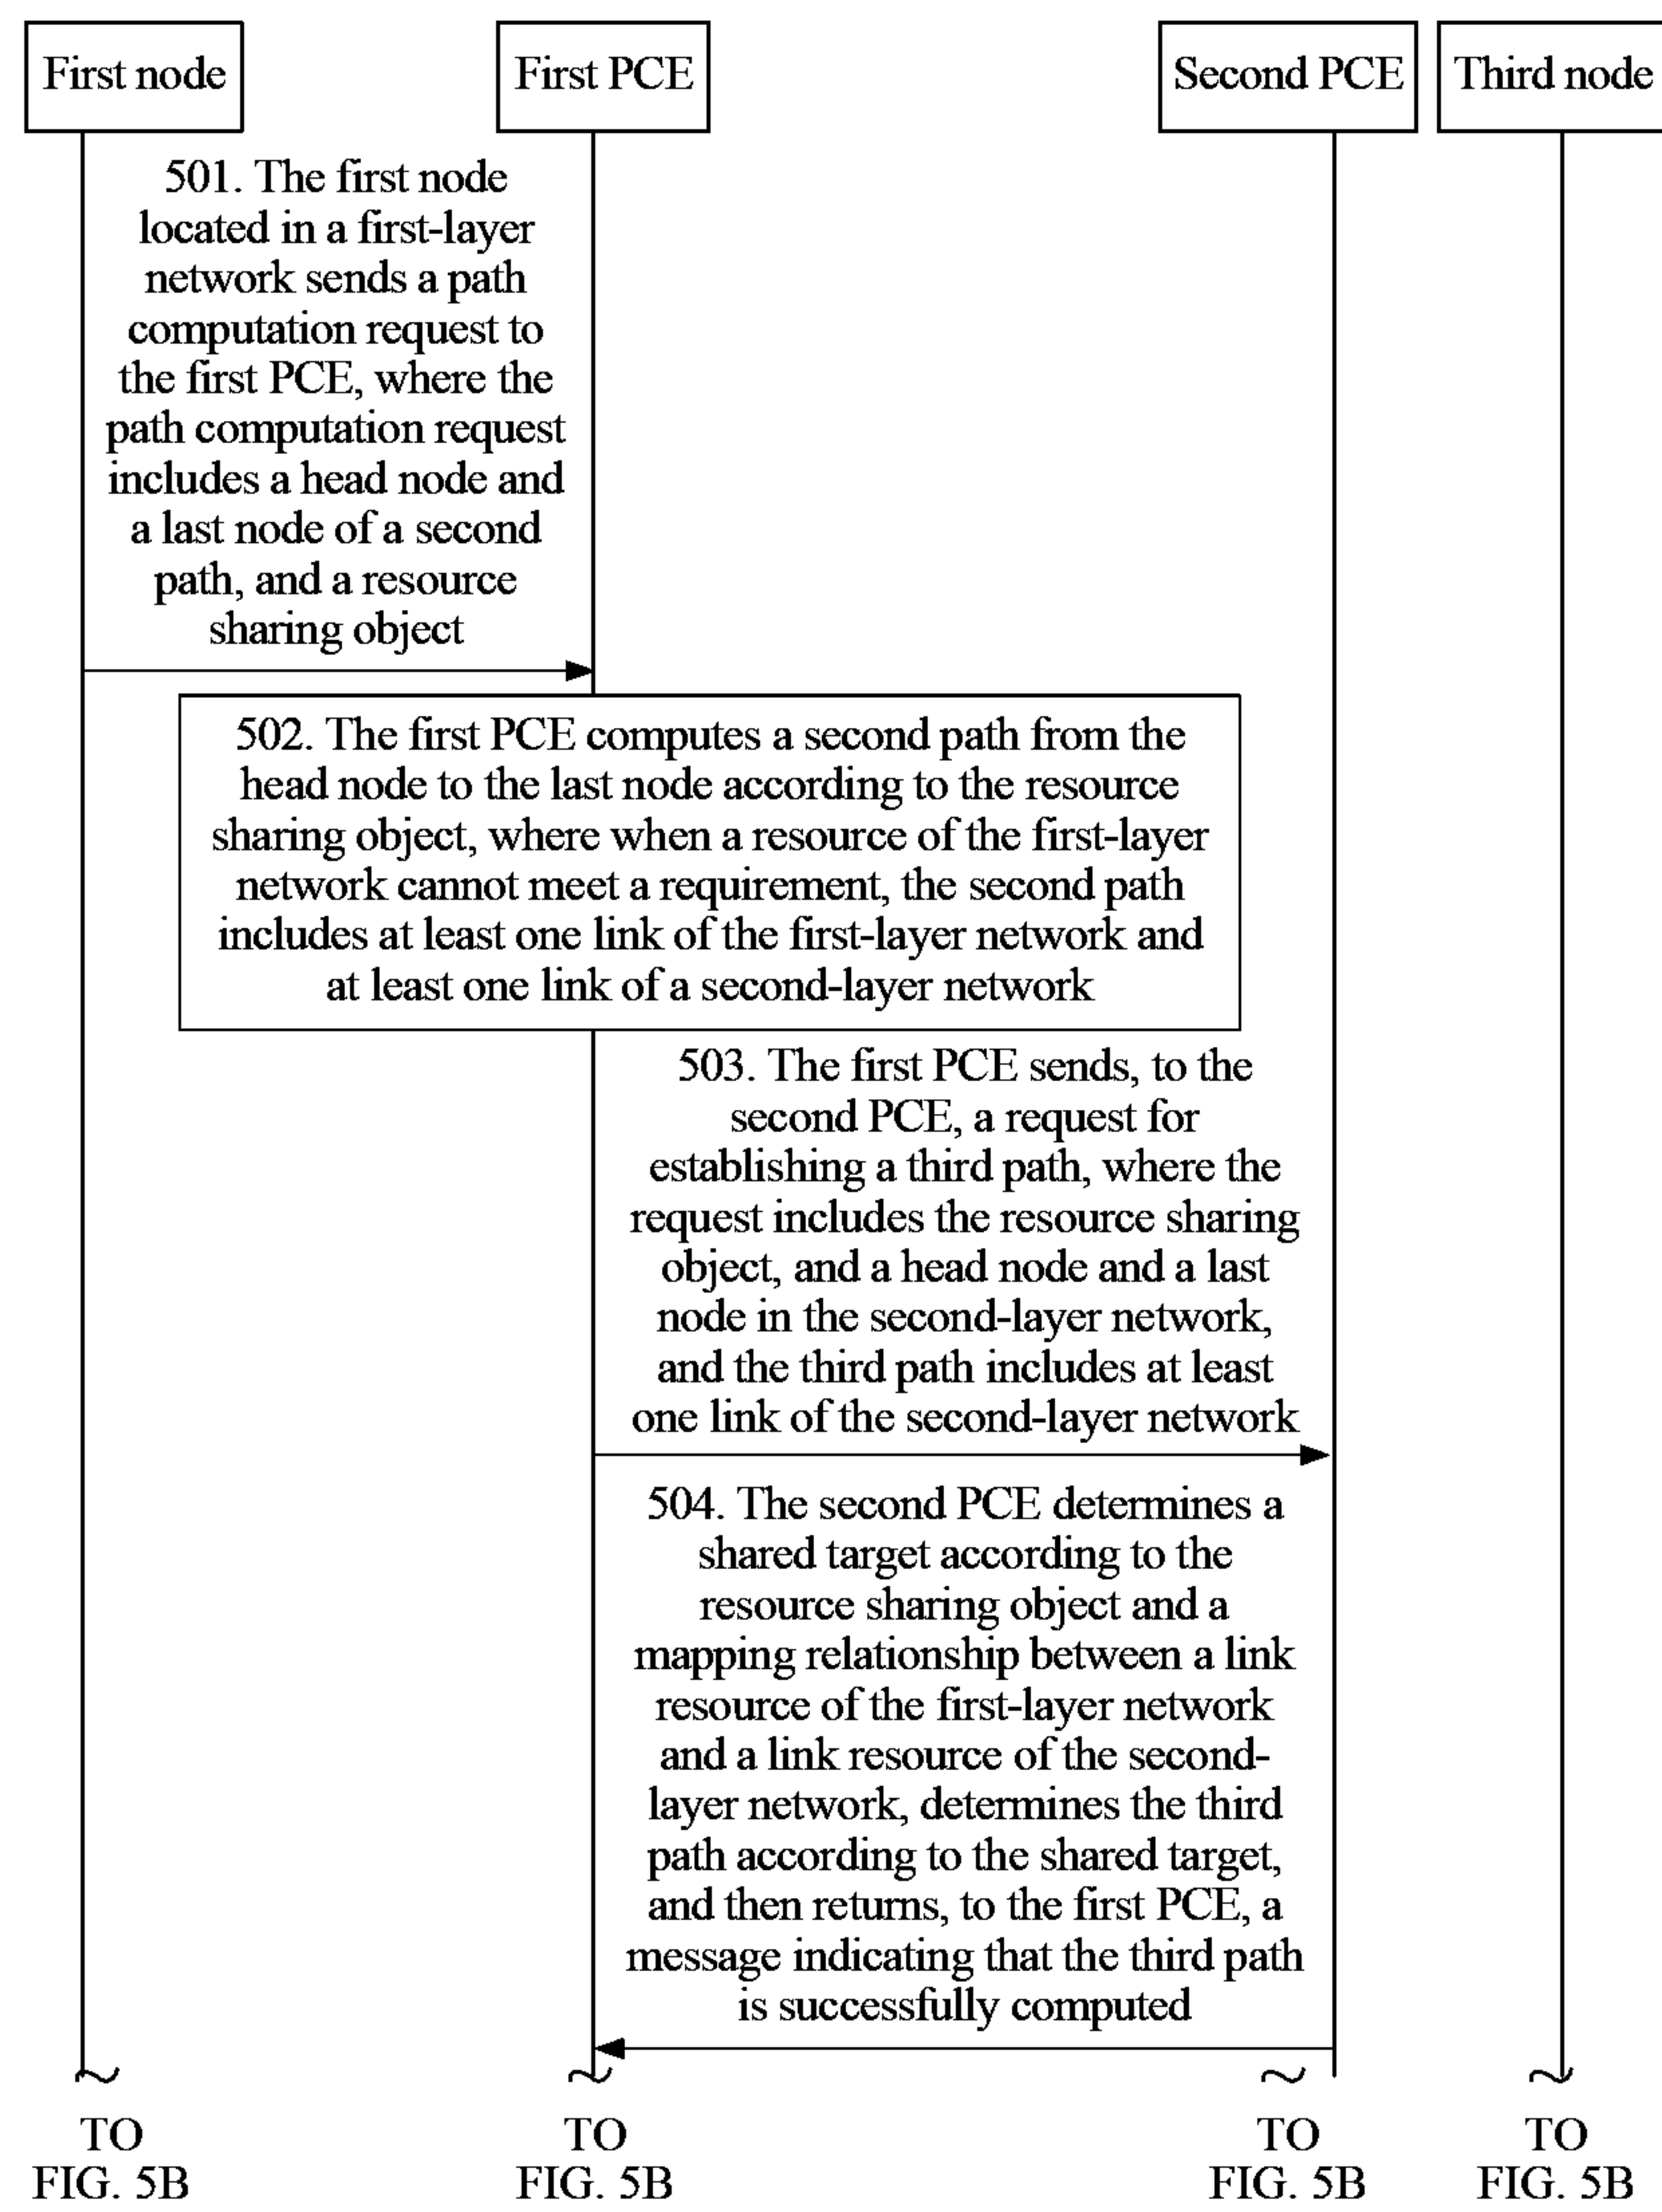 First node
First PCE
Second PCE
Third node
501. The first node
located in a first-layer
network sends a path
computation request to
the first PCE, where the
path computation request
includes a head node and
a last node of a second
path, and a resource
sharing object
502. The first PCE computes a second path from the
head node to the last node according to the resource
sharing object, where when a resource of the first-layer
network cannot meet a requirement, the second path
includes at least one link of the first-layer network and
at least one link of a second-layer network
503. The first PCE sends, to the
second PCE, a request for
establishing a third path, where the
request includes the resource sharing
object, and a head node and a last
node in the second-layer network,
and the third path includes at least
one link of the second-layer network
504. The second PCE determines a
shared target according to the
resource sharing object and a
mapping relationship between a link
resource of the first-layer network
and a link resource of the second-
layer network, determines the third
path according to the shared target,
and then returns, to the first PCE, a
message indicating that the third path
is successfully computed
TO
FIG. 5B
TO
FIG. 5B
TO
FIG. 5B
TO
FIG. 5B